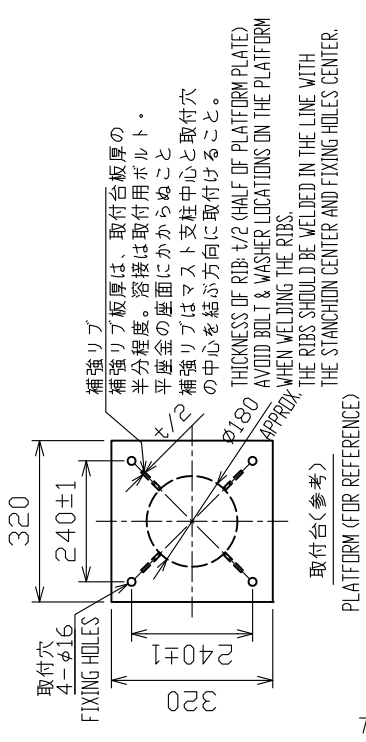 取付穴
4-φ16
FIXING HOLES
320
240±1
240±1
320
t/2
φ180
APPROX.
補強リブ
補強リブ板厚は、取付台板厚の
半分程度。溶接は取付用ボルト・
平座金の座面にかからぬこと
補強リブはマスト支柱中心と取付穴
の中心を結ぶ方向に取付けること。
THICKNESS OF RIB: t/2 (HALF OF PLATFORM PLATE)
AVOID BOLT & WASHER LOCATIONS ON THE PLATFORM
WHEN WELDING THE RIBS.
THE RIBS SHOULD BE WELDED IN THE LINE WITH
THE STANCHION CENTER AND FIXING HOLES CENTER.
取付台(参考)
PLATFORM (FOR REFERENCE)
7